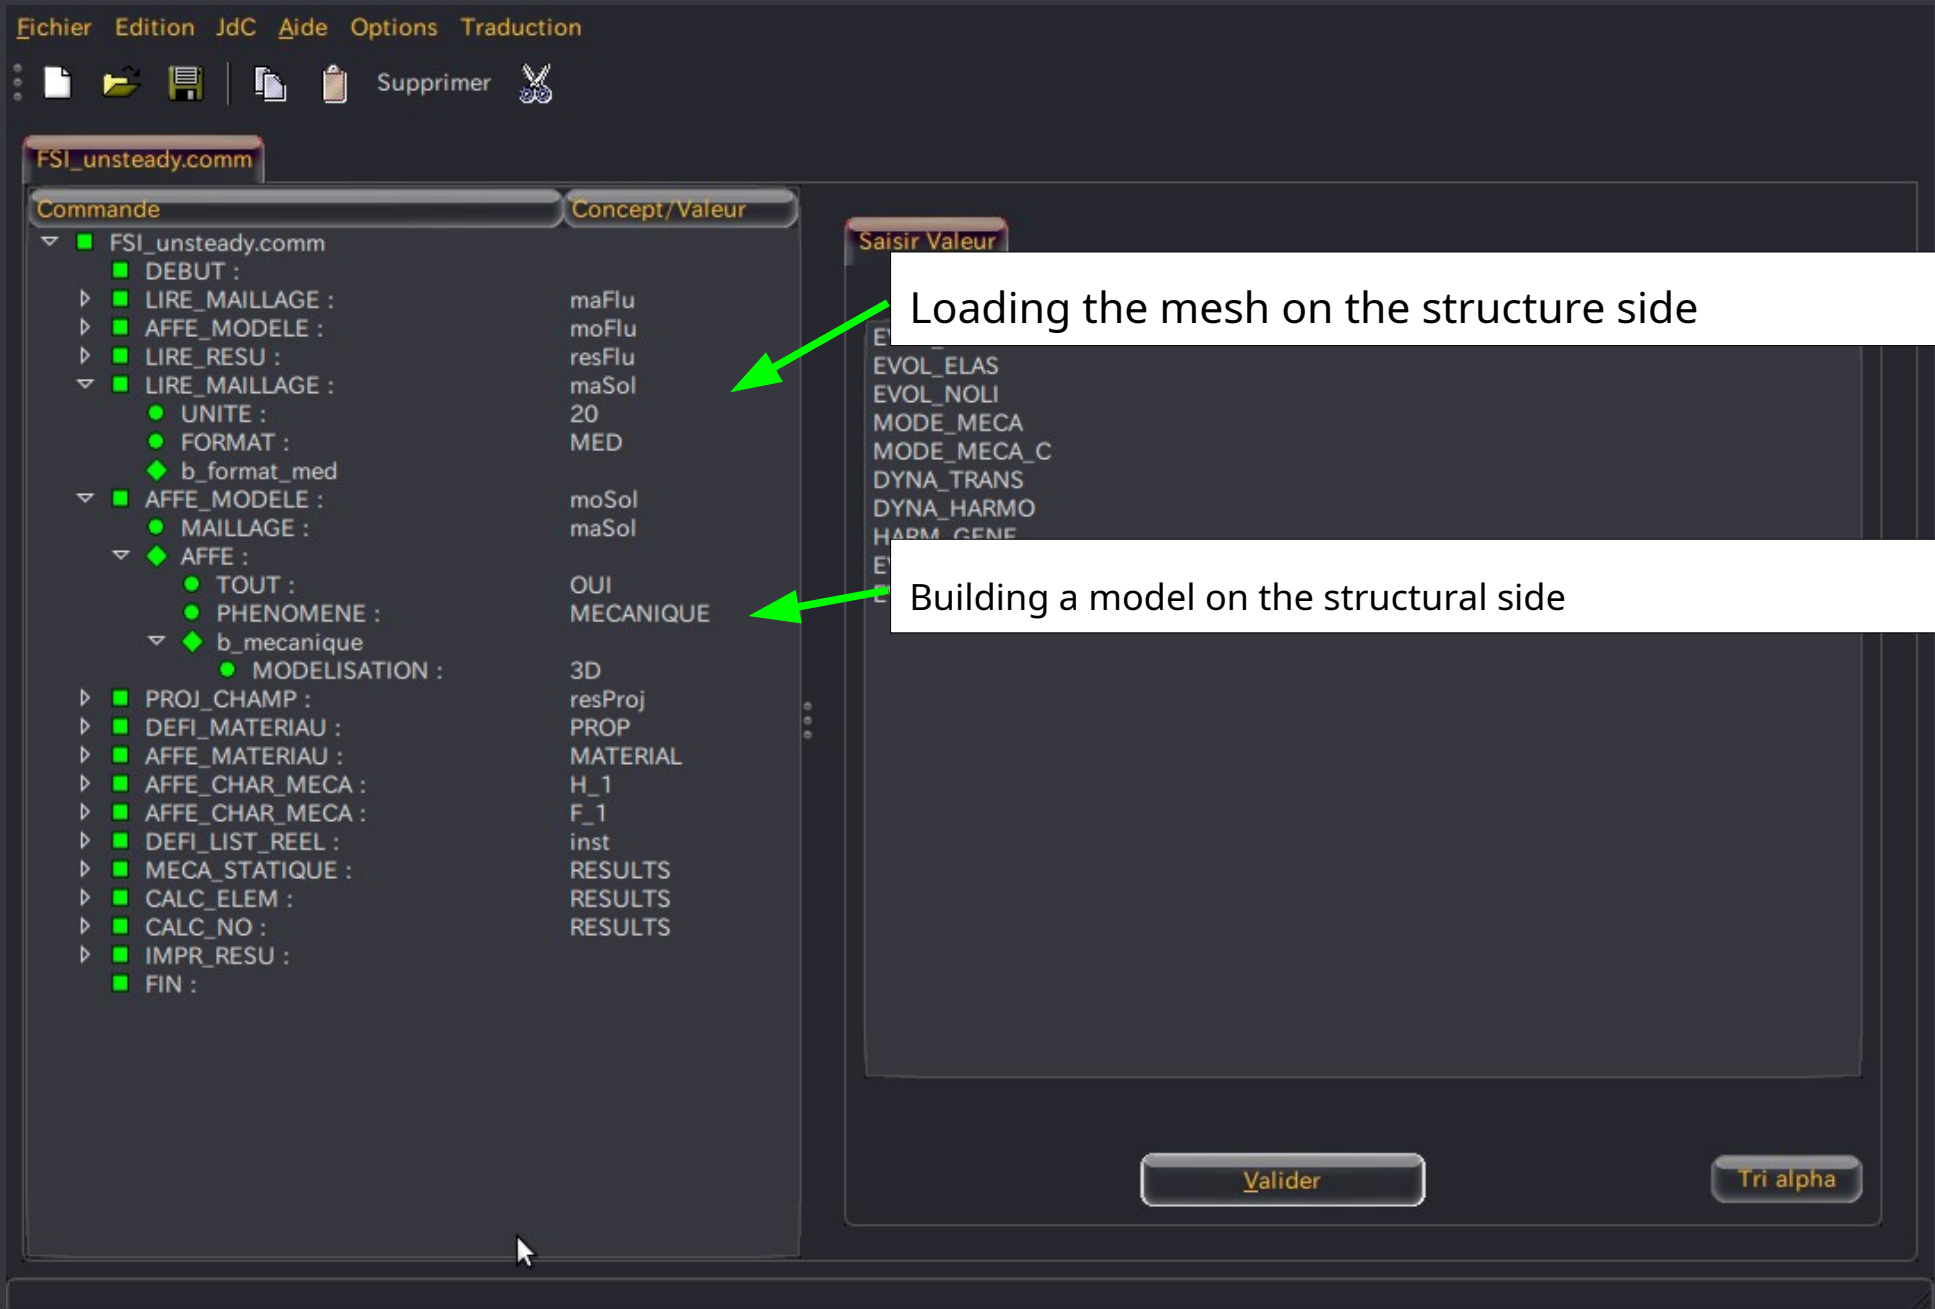 Fichier Edition JdC Aide Options Traduction
Supprimer
FSI_unsteady.comm
Commande Concept/Valeur
FSI_unsteady.comm
DEBUT :
LIRE_MAILLAGE : maFlu
AFFE_MODELE : moFlu
LIRE_RESU : resFlu
LIRE_MAILLAGE : maSol
UNITE : 20
FORMAT : MED
b_format_med
AFFE_MODELE : moSol
MAILLAGE : maSol
AFFE :
TOUT : OUI
PHENOMENE : MECANIQUE
b_mecanique
MODELISATION : 3D
PROJ_CHAMP : resProj
DEFI_MATERIAU : PROP
AFFE_MATERIAU : MATERIAL
AFFE_CHAR_MECA : H_1
AFFE_CHAR_MECA : F_1
DEFI_LIST_REEL : inst
MECA_STATIQUE : RESULTS
CALC_ELEM : RESULTS
CALC_NO : RESULTS
IMPR_RESU :
FIN :
Saisir Valeur
Loading the mesh on the structure side
EVOL_ELAS
EVOL_NOLI
MODE_MECA
MODE_MECA_C
DYNA_TRANS
DYNA_HARMO
HARM_GENE
Building a model on the structural side
Valider
Tri alpha